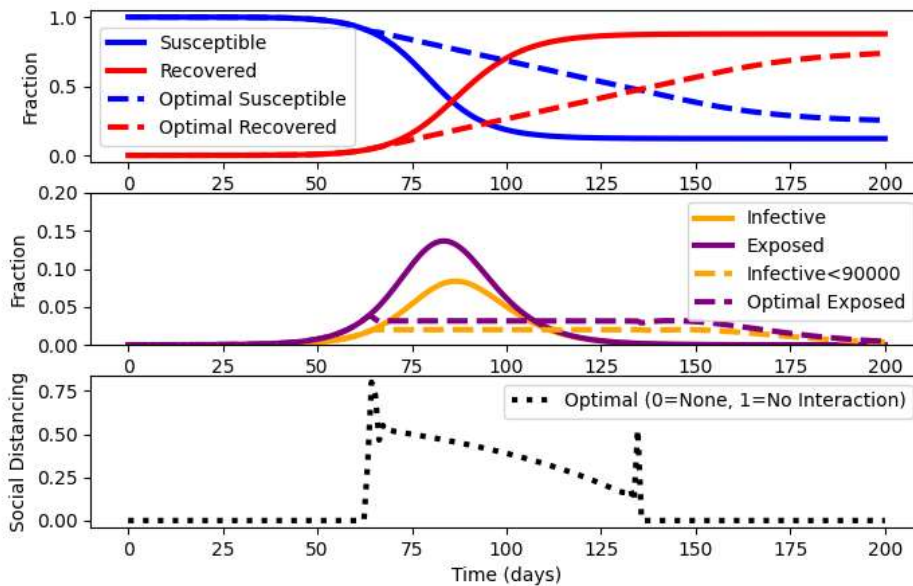 1.0
0.5
0.0
Fraction
Susceptible
Recovered
Optimal Susceptible
Optimal Recovered
0 25 50 75 100 125 150 175 200
0.20
0.15
0.10
0.05
0.00
Fraction
Infective
Exposed
Infective<90000
Optimal Exposed
0 25 50 75 100 125 150 175 200
0.75
0.50
0.25
0.00
Social Distancing
Optimal (0=None, 1=No Interaction)
0 25 50 75 100 125 150 175 200
Time (days)